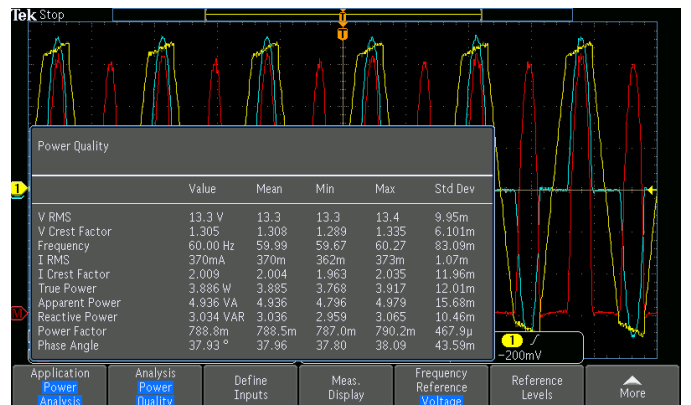 Tek Stop
T
T
Power Quality
Value Mean Min Max Std Dev
V RMS 13.3 V 13.3 13.3 13.4 9.95m
V Crest Factor 1.305 1.308 1.289 1.335 6.101m
Frequency 60.00 Hz 59.99 59.67 60.27 83.09m
I RMS 370mA 370m 362m 373m 1.07m
I Crest Factor 2.009 2.004 1.963 2.035 11.96m
True Power 3.886 W 3.885 3.768 3.917 12.01m
Apparent Power 4.936 VA 4.936 4.796 4.979 15.68m
Reactive Power 3.034 VAR 3.036 2.959 3.065 10.46m
Power Factor 788.8m 788.5m 787.0m 790.2m 467.9µ
Phase Angle 37.93 ° 37.96 37.80 38.09 43.59m
1
M
1
-200mV
Application
Power
Analysis
Analysis
Power
Quality
Define
Inputs
Meas.
Display
Frequency
Reference
Voltage
Reference
Levels
More